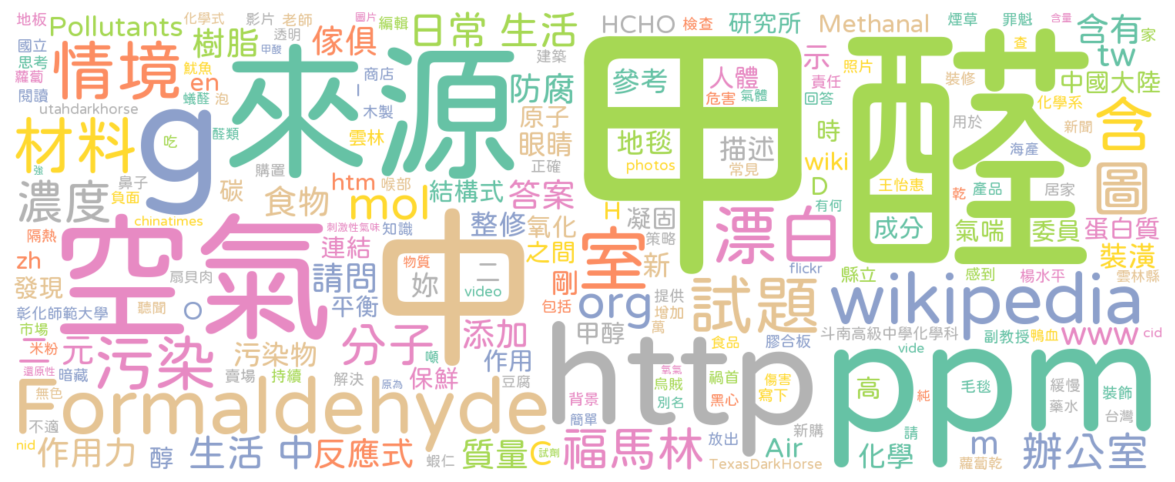 地板 化學式 影片 老師 圖片 編輯 HCHO 研究所 Methanal 煙草 罪魁 含量
Pollutants 透明 傢俱 日常 生活 檢查 含有 家
國立 樹脂 甲酸 建築 示 責任 照片 查 tw
思考 情境 魷魚 en 商店 防腐 參考 人體 裝修 中國大陸
蘿蔔 閱讀 蟻醛 泡 l 危害 氣體 回答 化學系
utahdarkhorse 木製 來源 甲醛 用於 新聞 含
材料 g 吃 醛類 雲林 原子 地毯 描述 時 海產
強 購置 眼睛 正確 photos 常見 wiki 王怡惠 乾 產品 居家 圖
濃度 鼻子 負面 碳 食物 htm 喉部 結構式 答案 D 有何
chinatimes mol H 凝固 漂白 成分 氣喘 委員 蛋白質
隔熱 空氣 中 刺激性氣味 知識 整修 氧化 策略 裝潢
zh 連結 之間 室 新 flickr 縣立 感到 楊水平 雲林縣
發現 扇貝肉 請問 物質 妳 二 video 剛 包括 org 提供 試題 wikipedia
彰化師範大學 聽聞 O 平衡 增加 萬
市場 米粉 分子 添加 甲醇 食品 膠合板 斗南高級中學化學科 副教授 鴨血 www cid
二元 污染 污染物 噸 作用 http vide ppm
還原性 暗藏 賣場 持續 解決 保鮮 豆腐 氣氛 烏賊 禍首 傷害 高 毛毯 緩慢 裝飾
無色 Formaldehyde 原為 背景 別名 黑心 寫下 純 藥水 台灣
不適 簡單 新購 請
nid 作用力 醇 生活 中 反應式 蝦仁 質量 C 試劑 福馬林 放出 Air 化學 m 蘿蔔乾 辦公室
TexasDarkHorse